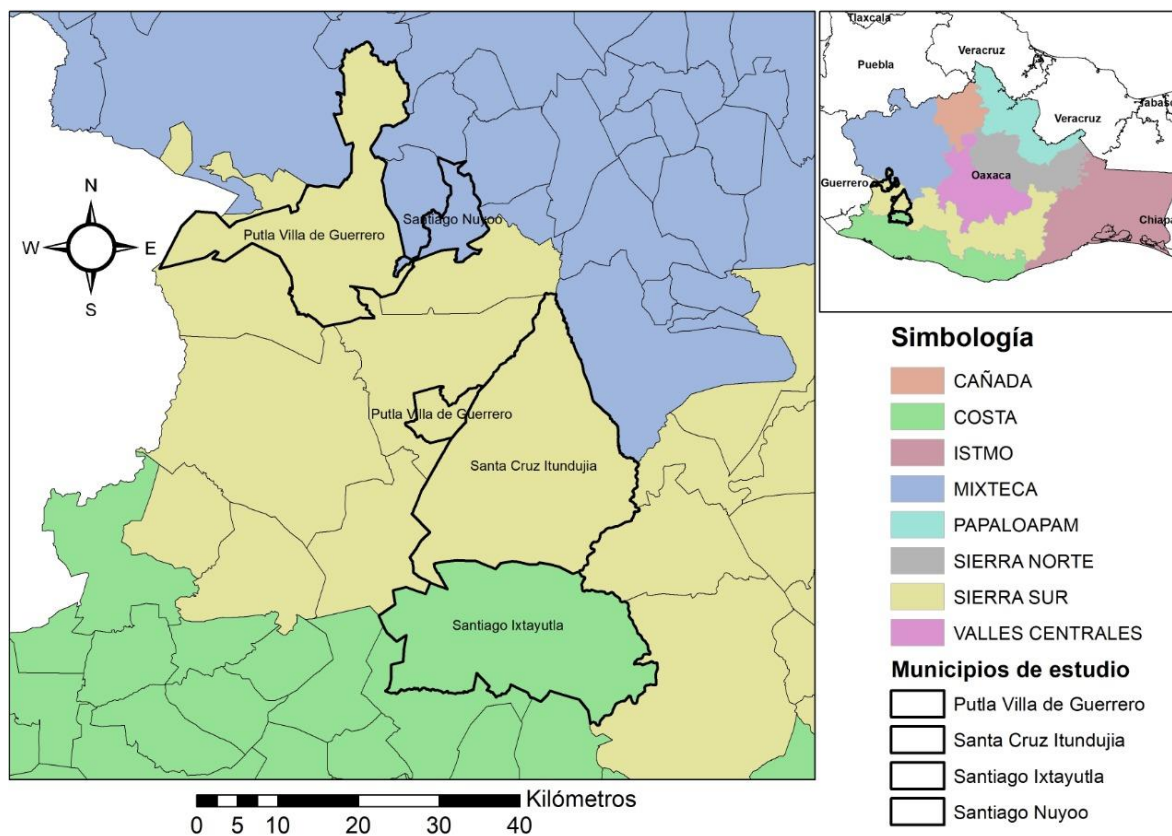 N
W
E
S
Putla Villa de Guerrero
Santiago Nuyoo
Putla Villa de Guerrero
Santa Cruz Itundujia
Santiago Ixtayutla
Kilómetros
0 5 10 20 30 40
Tlaxcala
Veracruz
Puebla
Tabasc
Veracruz
Oaxaca
Guerrero
Chiapa
Simbología
CAÑADA
COSTA
ISTMO
MIXTECA
PAPALOAPAM
SIERRA NORTE
SIERRA SUR
VALLES CENTRALES
Municipios de estudio
Putla Villa de Guerrero
Santa Cruz Itundujia
Santiago Ixtayutla
Santiago Nuyoo